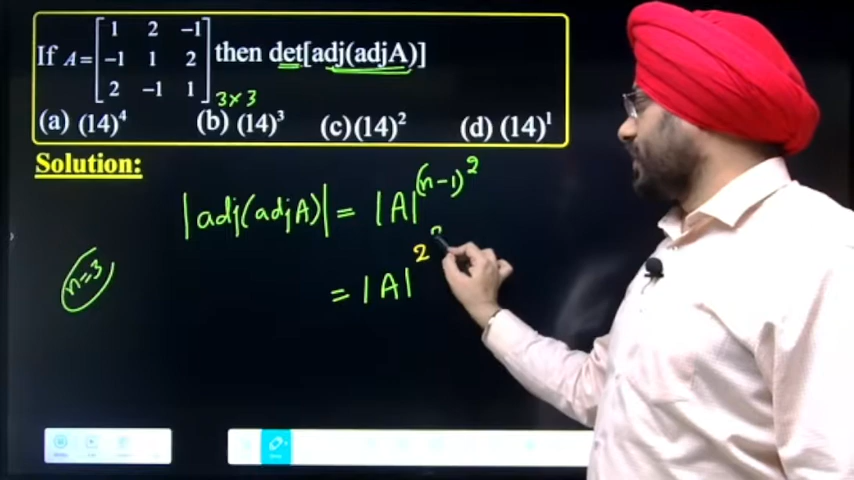 If A = [1 2 -1; -1 1 2; 2 -1 1] 3×3 then det[adj(adjA)]
(a) (14)^4 (b) (14)^3 (c) (14)^2 (d) (14)^1
Solution:
|adj(adjA)| = |A|^(n-1)^2
n=3
= |A|^2